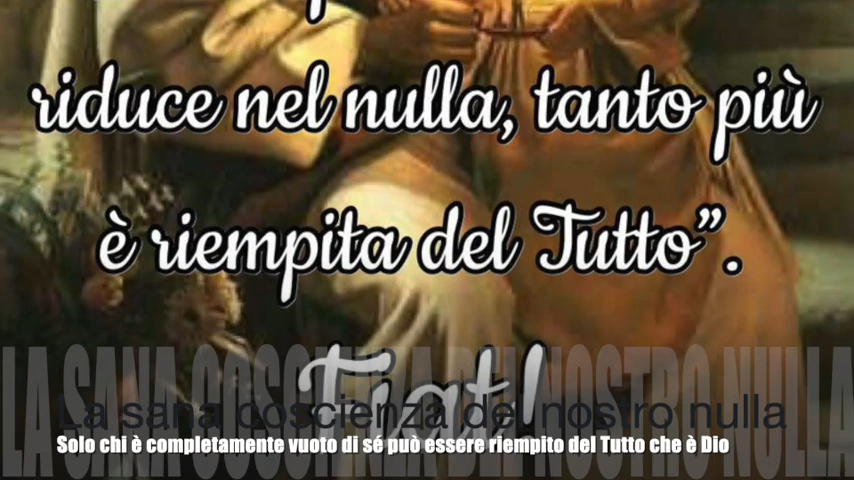 riduce nel nulla, tanto più
è riempita del Tutto”.
Fiat!
LA SANA COSCIENZA DEL NOSTRO NULLA
La sana coscienza del nostro nulla
Solo chi è completamente vuoto di sé può essere riempito del Tutto che è Dio